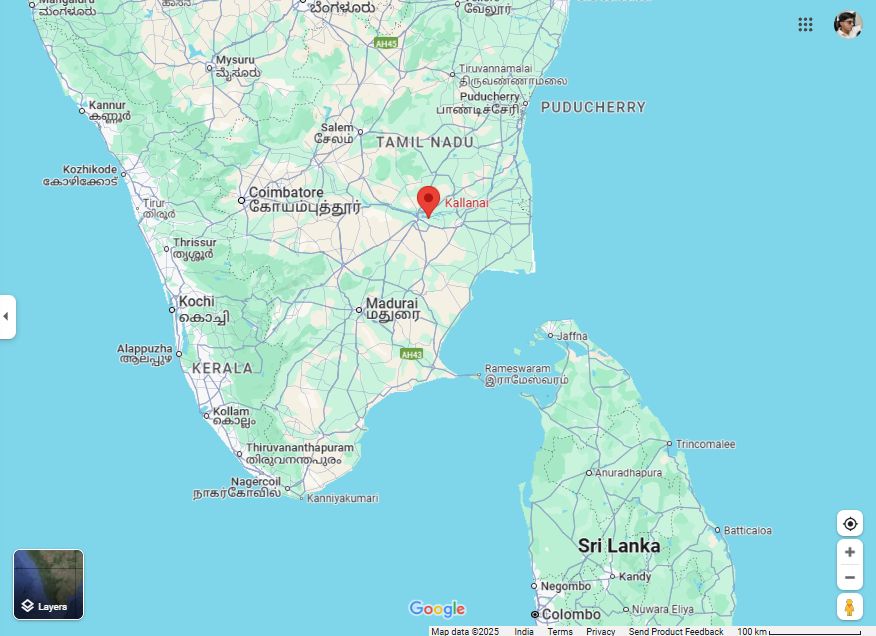 ಮಂಗಳೂರು
ಹಾಸನ
ಬೆಂಗಳೂರು
வேலூர்
AH45
Mysuru
ಮೈಸೂರು
Tiruvannamalai
திருவண்ணாமலை
Kannur
കണ്ണൂർ
Puducherry
பாண்டிச்சேரி
PUDUCHERRY
Salem
சேலம்
TAMIL NADU
Kozhikode
കോഴിക്കോട്
Coimbatore
கோயம்புத்தூர்
Kallanai
Tirur
തിരൂർ
Thrissur
തൃശ്ശൂർ
Kochi
കൊച്ചി
Madurai
மதுரை
Jaffna
Alappuzha
ആലപ്പുഴ
AH43
KERALA
Rameswaram
இராமேஸ்வரம்
Kollam
കൊല്ലം
Trincomalee
Thiruvananthapuram
തിരുവനന്തപുരം
Anuradhapura
Nagercoil
நாகர்கோவில்
Kanniyakumari
Batticaloa
Sri Lanka
Kandy
Negombo
Layers
Google
Colombo
Nuwara Eliya
Map data ©2025 India Terms Privacy Send Product Feedback 100 km